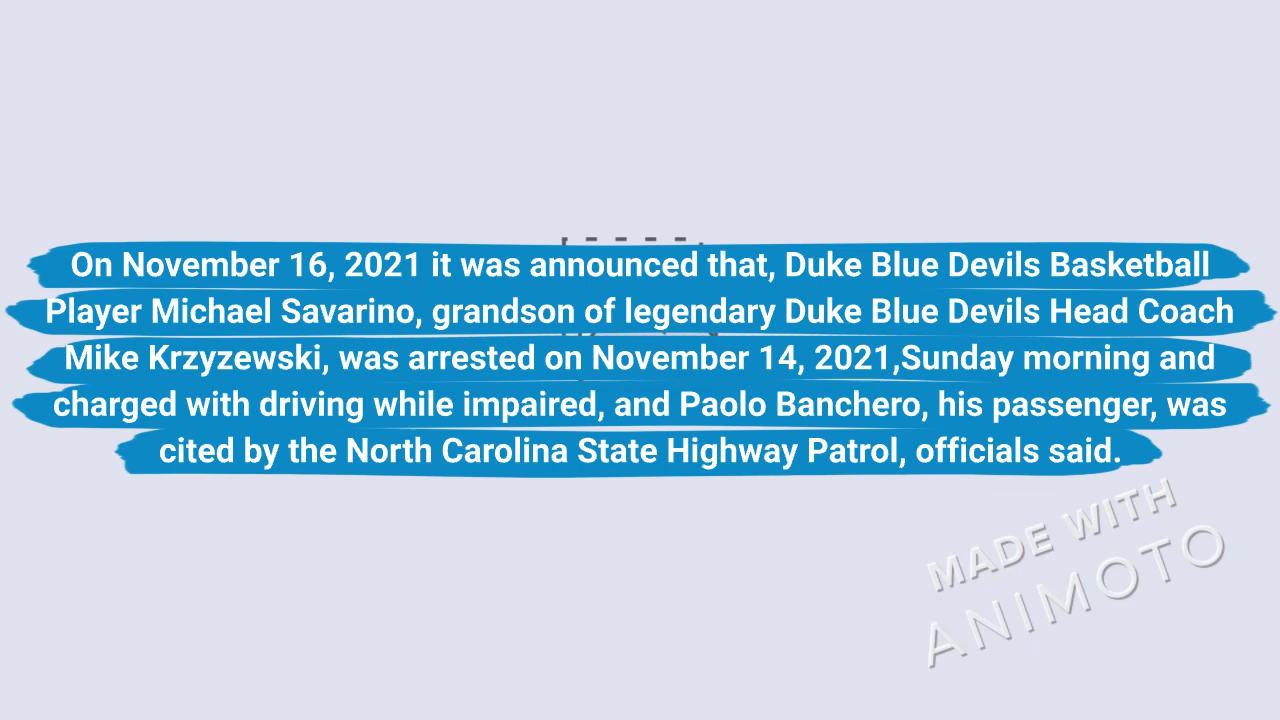 On November 16, 2021 it was announced that, Duke Blue Devils Basketball
Player Michael Savarino, grandson of legendary Duke Blue Devils Head Coach
Mike Krzyzewski, was arrested on November 14, 2021,Sunday morning and
charged with driving while impaired, and Paolo Banchero, his passenger, was
cited by the North Carolina State Highway Patrol, officials said.
MADE WITH
ANIMOTO